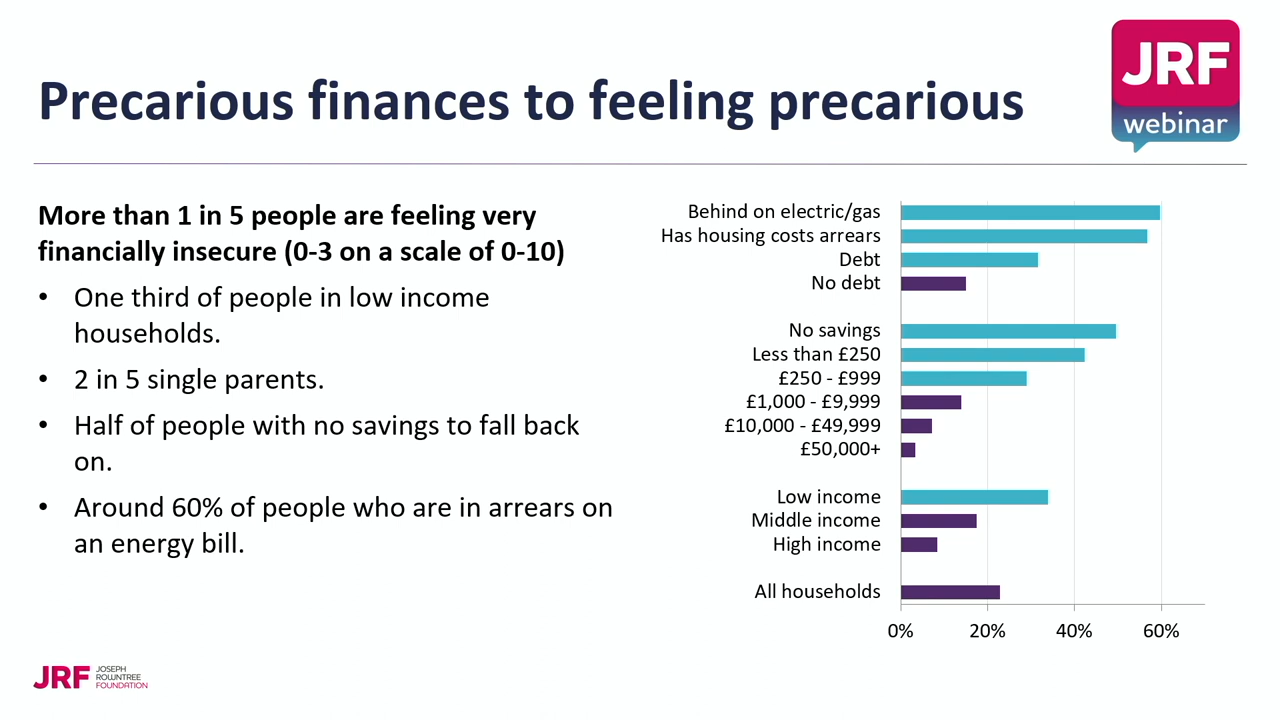 Precarious finances to feeling precarious
JRF
webinar
More than 1 in 5 people are feeling very
financially insecure (0-3 on a scale of 0-10)
• One third of people in low income
households.
• 2 in 5 single parents.
• Half of people with no savings to fall back
on.
• Around 60% of people who are in arrears on
an energy bill.
Behind on electric/gas
Has housing costs arrears
Debt
No debt
No savings
Less than £250
£250 - £999
£1,000 - £9,999
£10,000 - £49,999
£50,000+
Low income
Middle income
High income
All households
0% 20% 40% 60%
JRF
JOSEPH
ROWNTREE
FOUNDATION